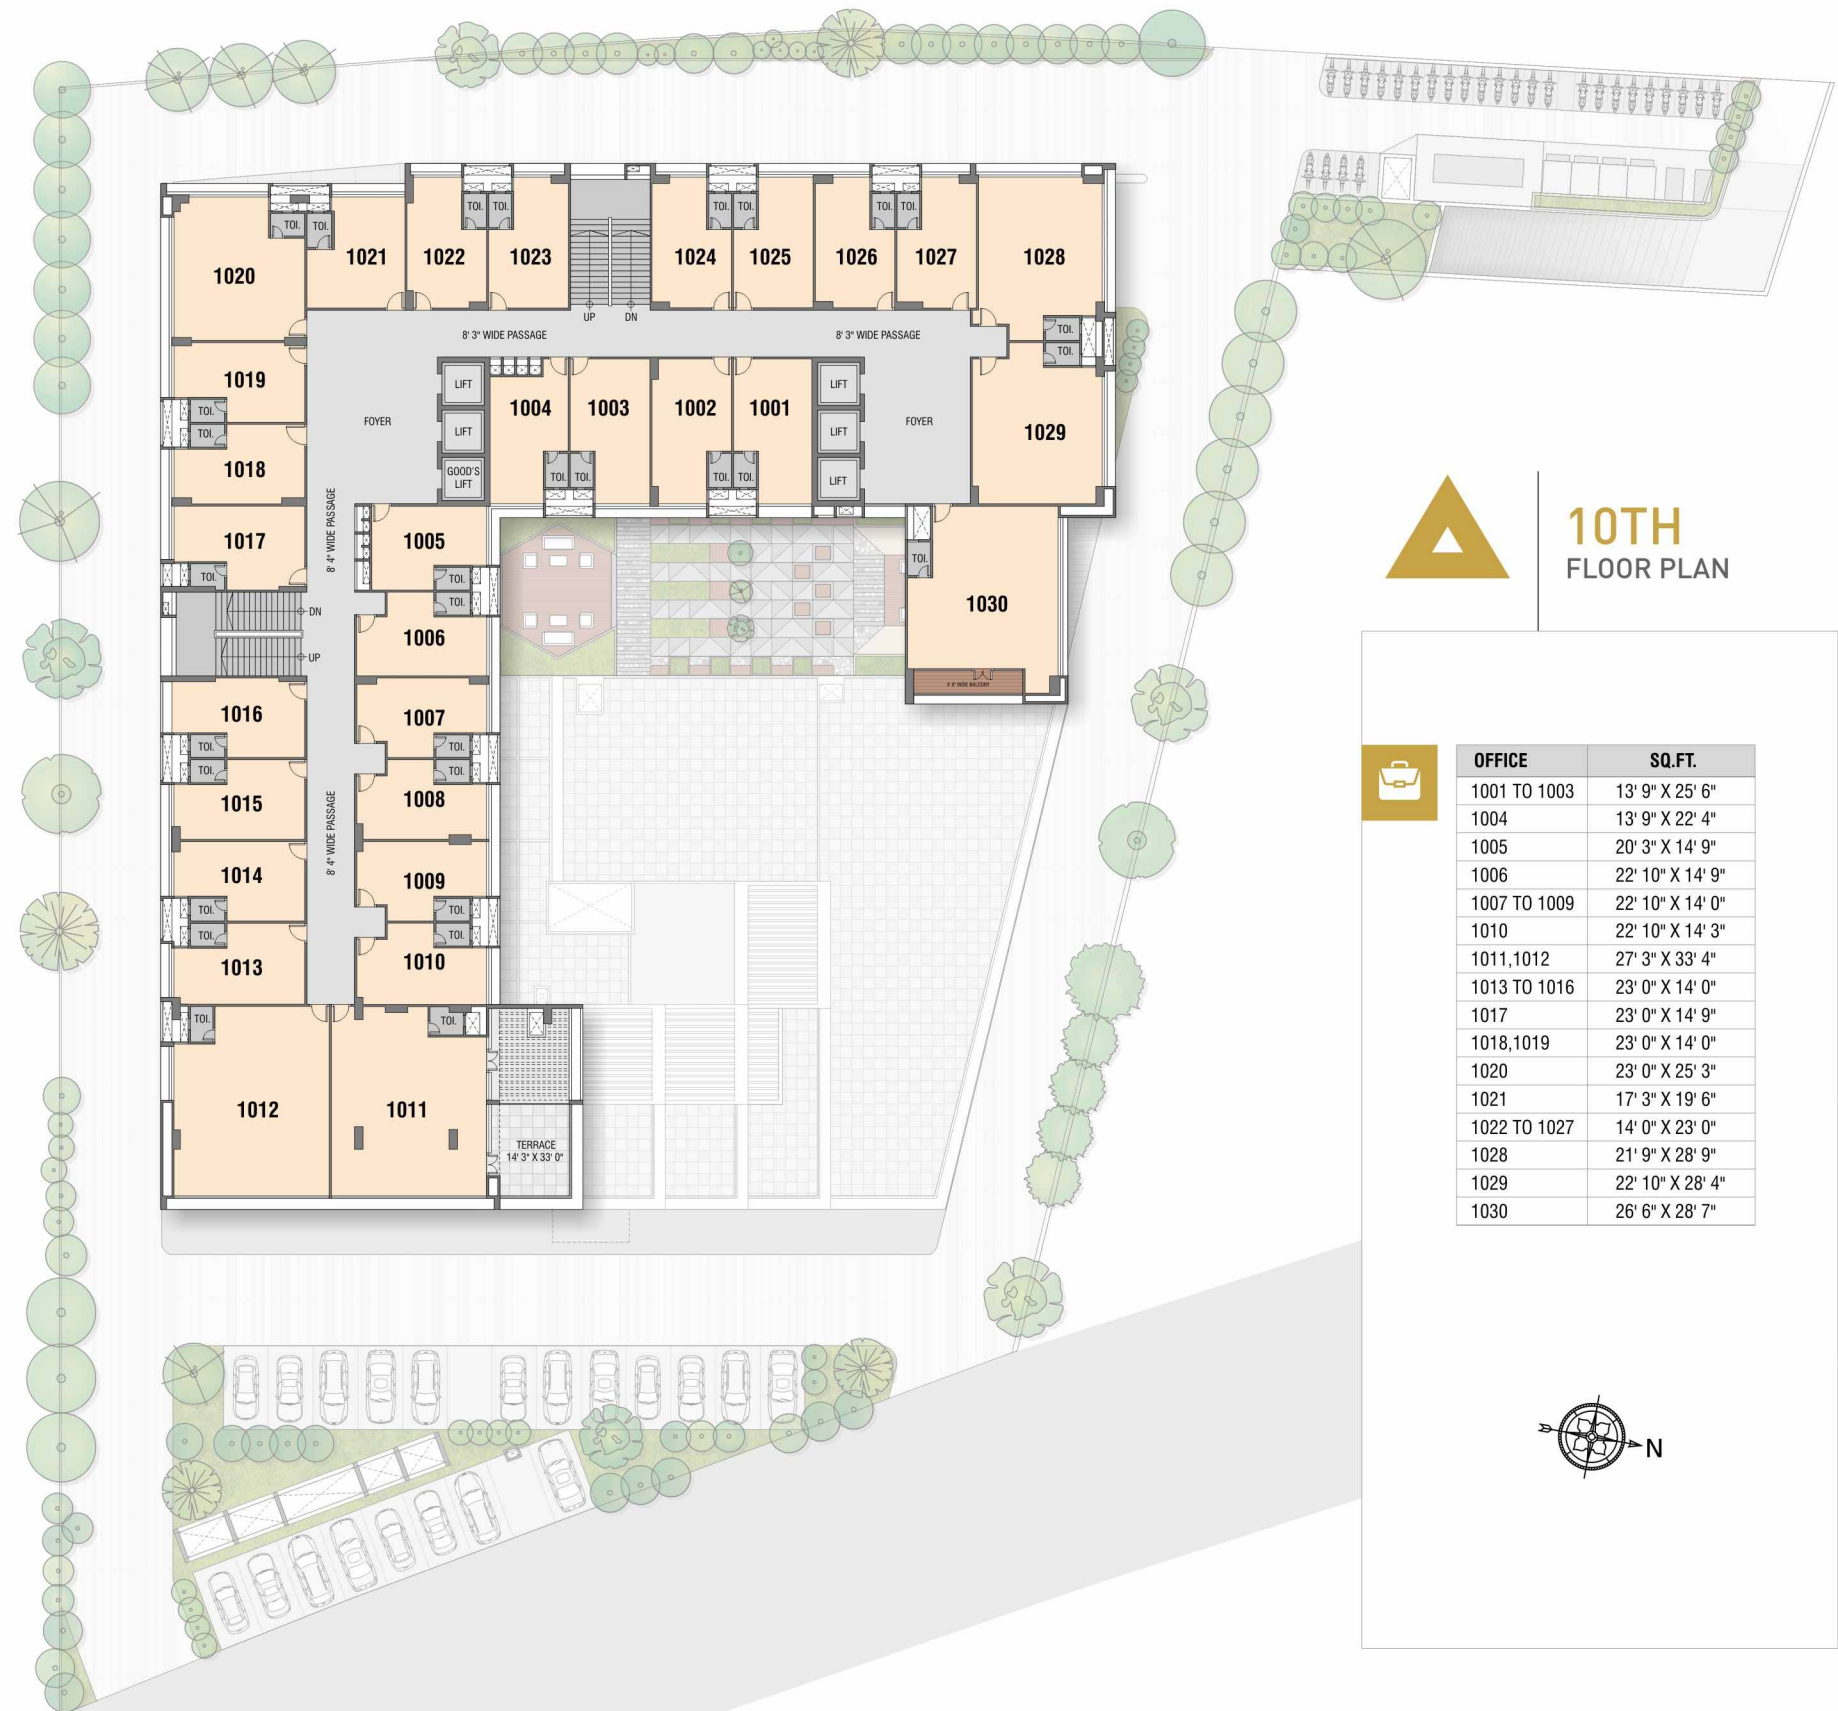 TOI. TOI. TOI. TOI. TOI. TOI. TOI. TOI.
1020 1021 1022 1023 1024 1025 1026 1027 1028
UP DN
8' 3" WIDE PASSAGE 8' 3" WIDE PASSAGE
TOI.
TOI.
1019 LIFT 1004 1003 1002 1001 LIFT
TOI.
FOYER LIFT LIFT FOYER 1029
TOI.
1018 GOOD'S LIFT TOI. TOI. TOI. TOI. LIFT
8' 4" WIDE PASSAGE
1017 1005
TOI. TOI. TOI.
TOI. 1030
DN
1006
UP
4' 9" WIDE BALCONY
1016 1007
TOI. TOI.
TOI. TOI.
1015 1008
8' 4" WIDE PASSAGE
1014 1009
TOI. TOI.
TOI. TOI.
1013 1010
TOI. TOI.
1012 1011
TERRACE
14' 3" X 33' 0"
10TH
FLOOR PLAN
OFFICE SQ.FT.
1001 TO 1003 13' 9" X 25' 6"
1004 13' 9" X 22' 4"
1005 20' 3" X 14' 9"
1006 22' 10" X 14' 9"
1007 TO 1009 22' 10" X 14' 0"
1010 22' 10" X 14' 3"
1011,1012 27' 3" X 33' 4"
1013 TO 1016 23' 0" X 14' 0"
1017 23' 0" X 14' 9"
1018,1019 23' 0" X 14' 0"
1020 23' 0" X 25' 3"
1021 17' 3" X 19' 6"
1022 TO 1027 14' 0" X 23' 0"
1028 21' 9" X 28' 9"
1029 22' 10" X 28' 4"
1030 26' 6" X 28' 7"
N